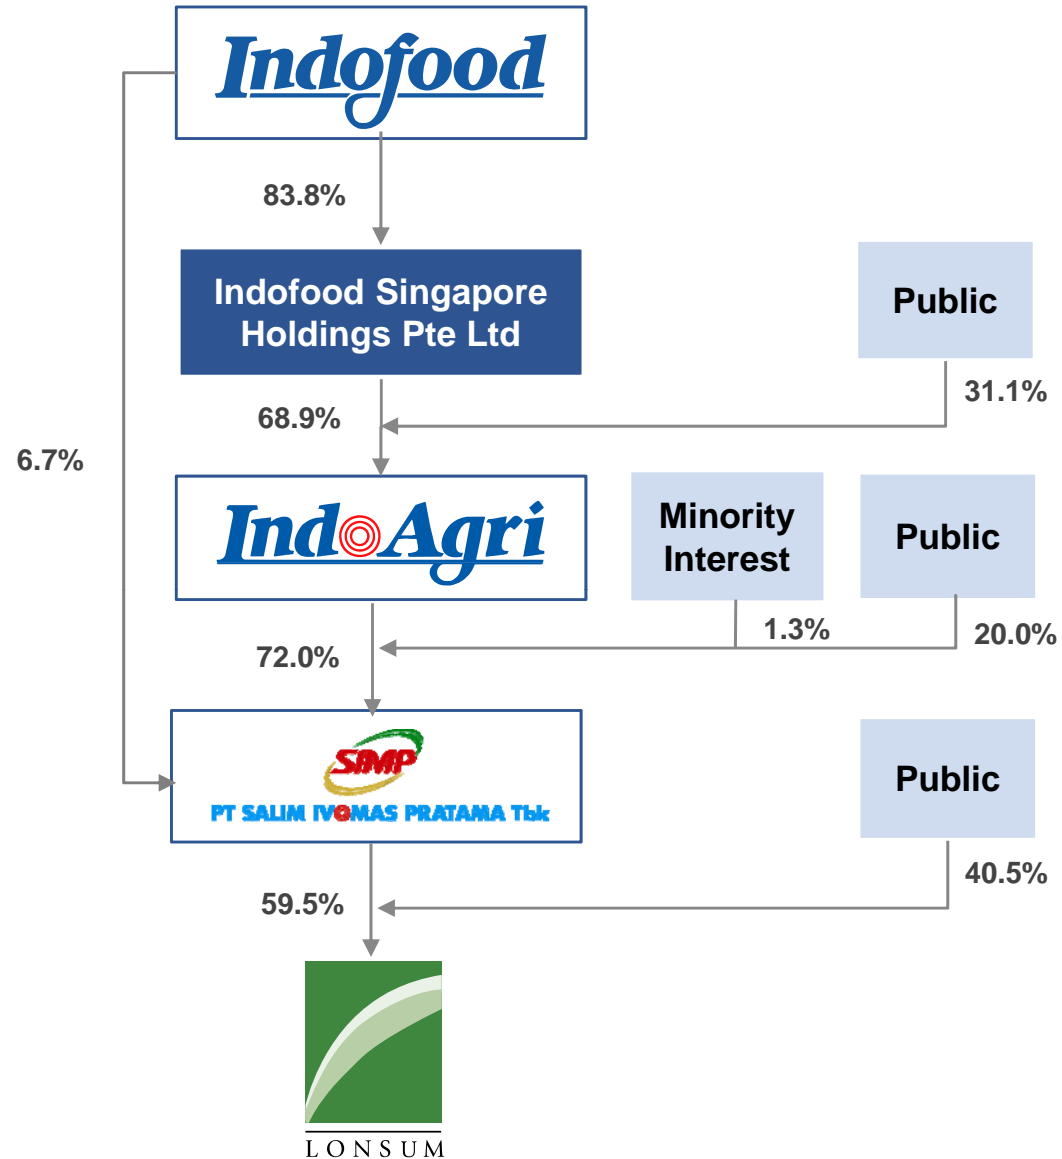 Indofood
83.8%
Indofood Singapore
Holdings Pte Ltd
Public
31.1%
68.9%
6.7%
IndoAgri
Minority
Interest
Public
1.3%
20.0%
72.0%
SIMP
PT SALIM IVOMAS PRATAMA Tbk
Public
40.5%
59.5%
LONSUM